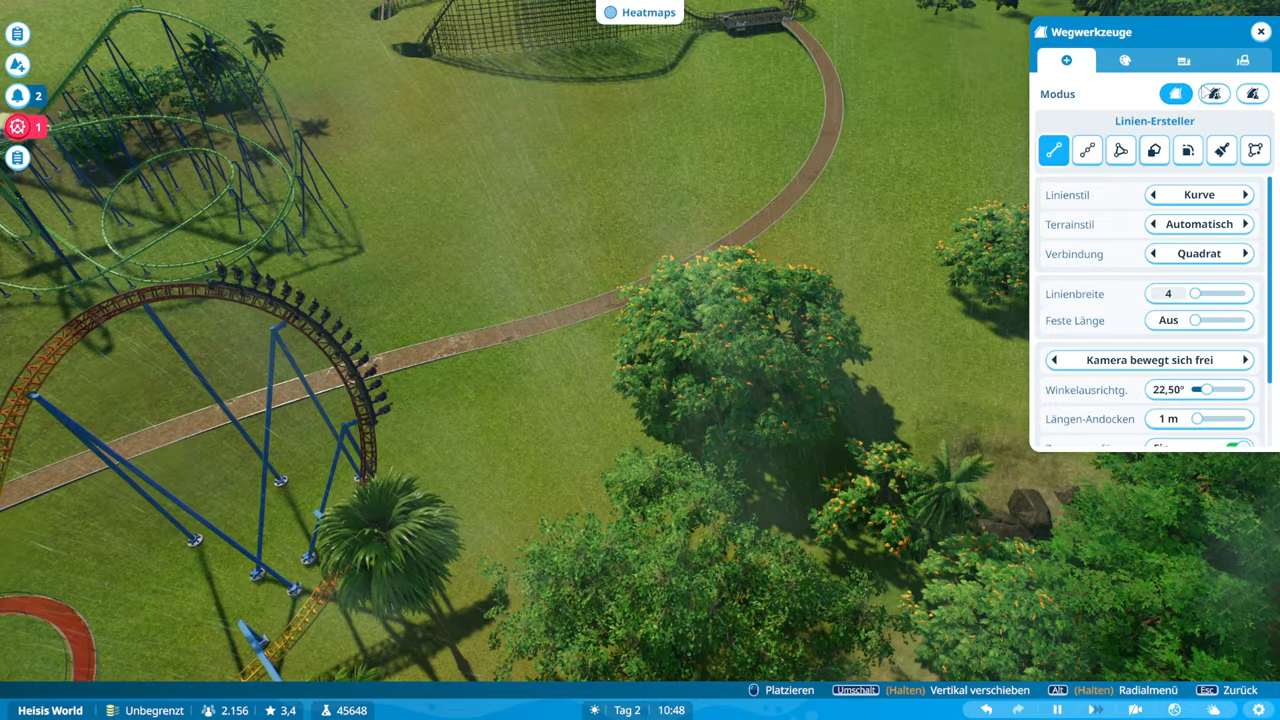 Heatmaps
2
1
Wegwerkzeuge
Modus
Linien-Ersteller
Linienstil Kurve
Terrainstil Automatisch
Verbindung Quadrat
Linienbreite 4
Feste Länge Aus
Kamera bewegt sich frei
Winkelausrichtg. 22,50°
Längen-Andocken 1 m
Platzieren Umschalt (Halten) Vertikal verschieben Alt (Halten) Radialmenü Esc Zurück
Heisis World Unbegrenzt 2.156 3,4 45648 Tag 2 10:48